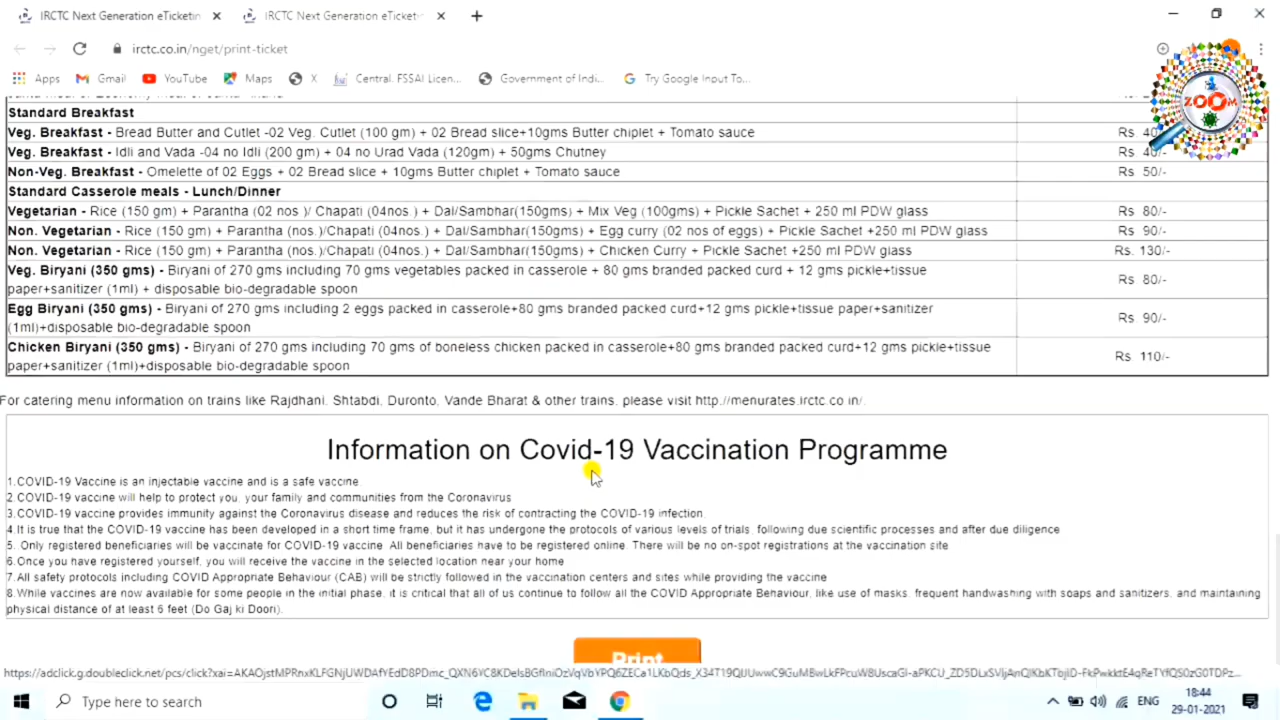 IRCTC Next Generation eTicketin
IRCTC Next Generation eTicket
irctc.co.in/nget/print-ticket
Apps
Gmail
YouTube
Maps
X
Central. FSSAI Licen...
Government of Indi...
Try Google Input To...
ZOOM
Standard Breakfast
Veg. Breakfast - Bread Butter and Cutlet -02 Veg. Cutlet (100 gm) + 02 Bread slice+10gms Butter chiplet + Tomato sauce Rs. 40/-
Veg. Breakfast - Idli and Vada -04 no Idli (200 gm) + 04 no Urad Vada (120gm) + 50gms Chutney Rs. 40/-
Non-Veg. Breakfast - Omelette of 02 Eggs + 02 Bread slice + 10gms Butter chiplet + Tomato sauce Rs 50/-
Standard Casserole meals - Lunch/Dinner
Vegetarian - Rice (150 gm) + Parantha (02 nos.)/ Chapati (04nos.) + Dal/Sambhar(150gms) + Mix Veg (100gms) + Pickle Sachet + 250 ml PDW glass Rs 80/-
Non. Vegetarian - Rice (150 gm) + Parantha (nos.)/Chapati (04nos.) + Dal/Sambhar(150gms) + Egg curry (02 nos of eggs) + Pickle Sachet +250 ml PDW glass Rs 90/-
Non. Vegetarian - Rice (150 gm) + Parantha (nos.)/Chapati (04nos.) + Dal/Sambhar(150gms) + Chicken Curry + Pickle Sachet +250 ml PDW glass Rs. 130/-
Veg. Biryani (350 gms) - Biryani of 270 gms including 70 gms vegetables packed in casserole + 80 gms branded packed curd + 12 gms pickle+tissue Rs 80/-
paper+sanitizer (1ml) + disposable bio-degradable spoon
Egg Biryani (350 gms) - Biryani of 270 gms including 2 eggs packed in casserole+80 gms branded packed curd+12 gms pickle+tissue paper+sanitizer Rs 90/-
(1ml)+disposable bio-degradable spoon
Chicken Biryani (350 gms) - Biryani of 270 gms including 70 gms of boneless chicken packed in casserole+80 gms branded packed curd+12 gms pickle+tissue Rs 110/-
paper+sanitizer (1ml)+disposable bio-degradable spoon
For catering menu information on trains like Rajdhani, Shtabdi, Duronto, Vande Bharat & other trains, please visit http://menurates.irctc.co.in/.
Information on Covid-19 Vaccination Programme
1.COVID-19 Vaccine is an injectable vaccine and is a safe vaccine
2.COVID-19 vaccine will help to protect you, your family and communities from the Coronavirus
3.COVID-19 vaccine provides immunity against the Coronavirus disease and reduces the risk of contracting the COVID-19 infection.
4.It is true that the COVID-19 vaccine has been developed in a short time frame, but it has undergone the protocols of various levels of trials, following due scientific processes and after due diligence
5. Only registered beneficiaries will be vaccinate for COVID-19 vaccine. All beneficiaries have to be registered online. There will be no on-spot registrations at the vaccination site
6.Once you have registered yourself, you will receive the vaccine in the selected location near your home
7.All safety protocols including COVID Appropriate Behaviour (CAB) will be strictly followed in the vaccination centers and sites while providing the vaccine
8.While vaccines are now available for some people in the initial phase, it is critical that all of us continue to follow all the COVID Appropriate Behaviour, like use of masks, frequent handwashing with soaps and sanitizers, and maintaining
physical distance of at least 6 feet (Do Gaj ki Doori).
Print
Type here to search
ENG
18:44
29-01-2021